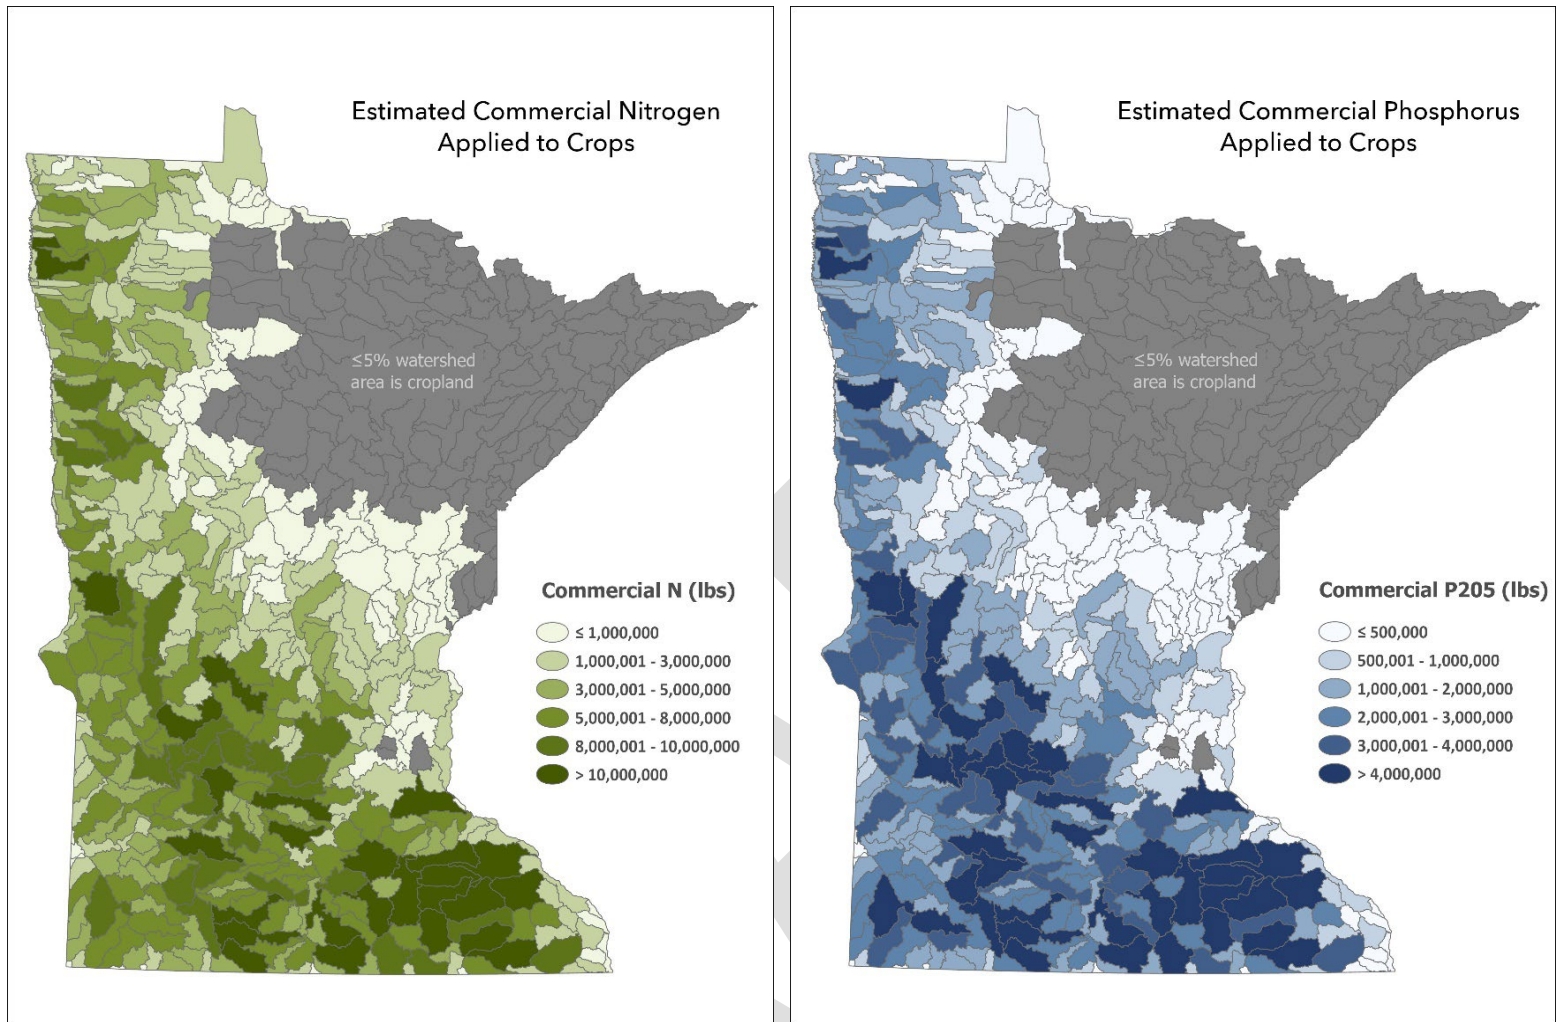 Estimated Commercial Nitrogen
Applied to Crops
≤5% watershed
area is cropland
Commercial N (lbs)
≤ 1,000,000
1,000,001 - 3,000,000
3,000,001 - 5,000,000
5,000,001 - 8,000,000
8,000,001 - 10,000,000
> 10,000,000
Estimated Commercial Phosphorus
Applied to Crops
≤5% watershed
area is cropland
Commercial P205 (lbs)
≤ 500,000
500,001 - 1,000,000
1,000,001 - 2,000,000
2,000,001 - 3,000,000
3,000,001 - 4,000,000
> 4,000,000